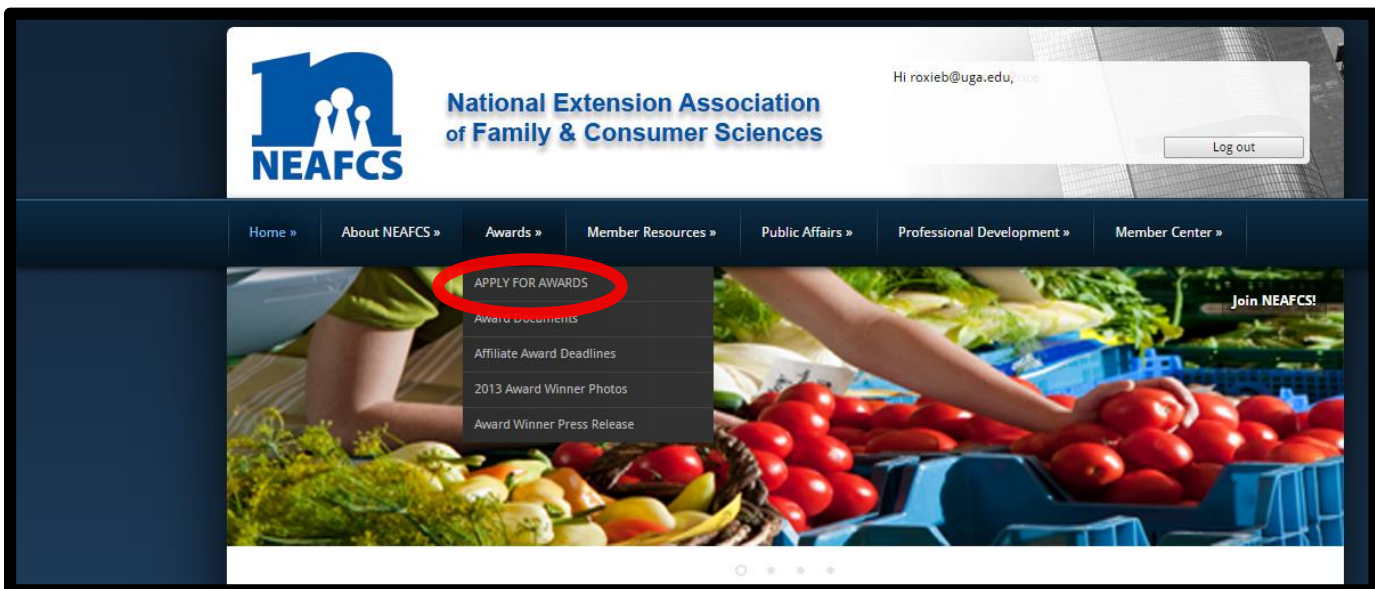 NEAFCS
National Extension Association
of Family & Consumer Sciences
Hi roxieb@uga.edu,
Log out
Home »
About NEAFCS »
Awards »
Member Resources »
Public Affairs »
Professional Development »
Member Center »
APPLY FOR AWARDS
Award Documents
Affiliate Award Deadlines
2013 Award Winner Photos
Award Winner Press Release
Join NEAFCS!